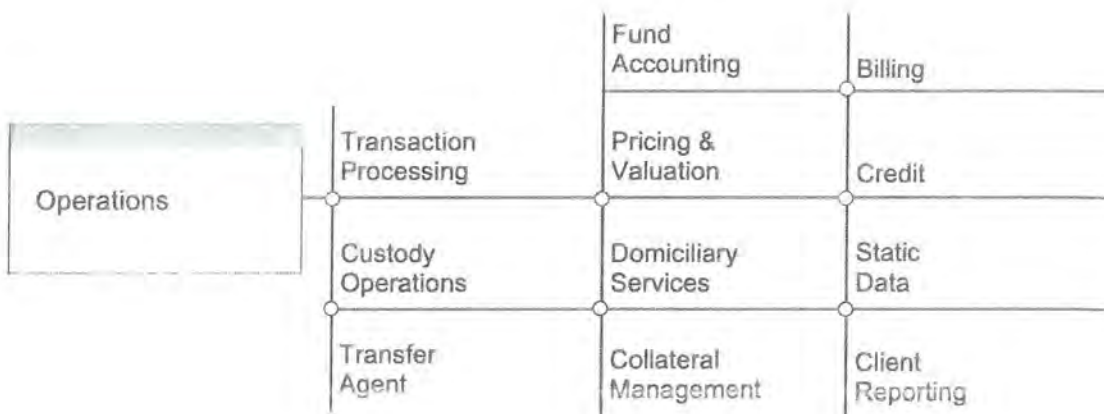 Operations
Transaction
Processing
Custody
Operations
Transfer
Agent
Fund
Accounting
Pricing &
Valuation
Domiciliary
Services
Collateral
Management
Billing
Credit
Static
Data
Client
Reporting